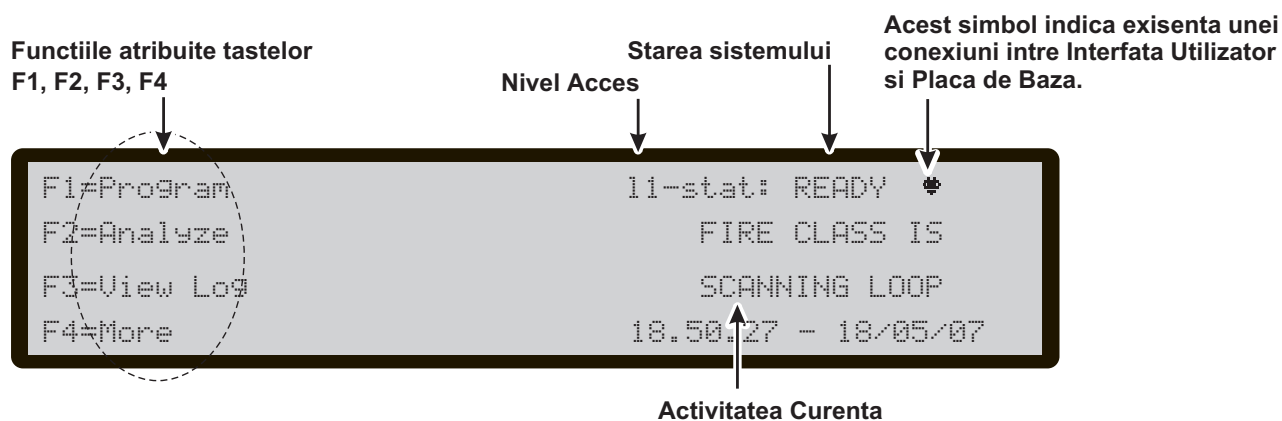 Acest simbol indica exisenta unei
conexiuni intre Interfata Utilizator
si Placa de Baza.
Functiile atribuite tastelor
F1, F2, F3, F4
Starea sistemului
Nivel Acces
F1=Program
l1-stat: READY
F2=Analyze
FIRE CLASS IS
F3=View Log
SCANNING LOOP
F4=More
18.50.27 - 18/05/07
Activitatea Curenta